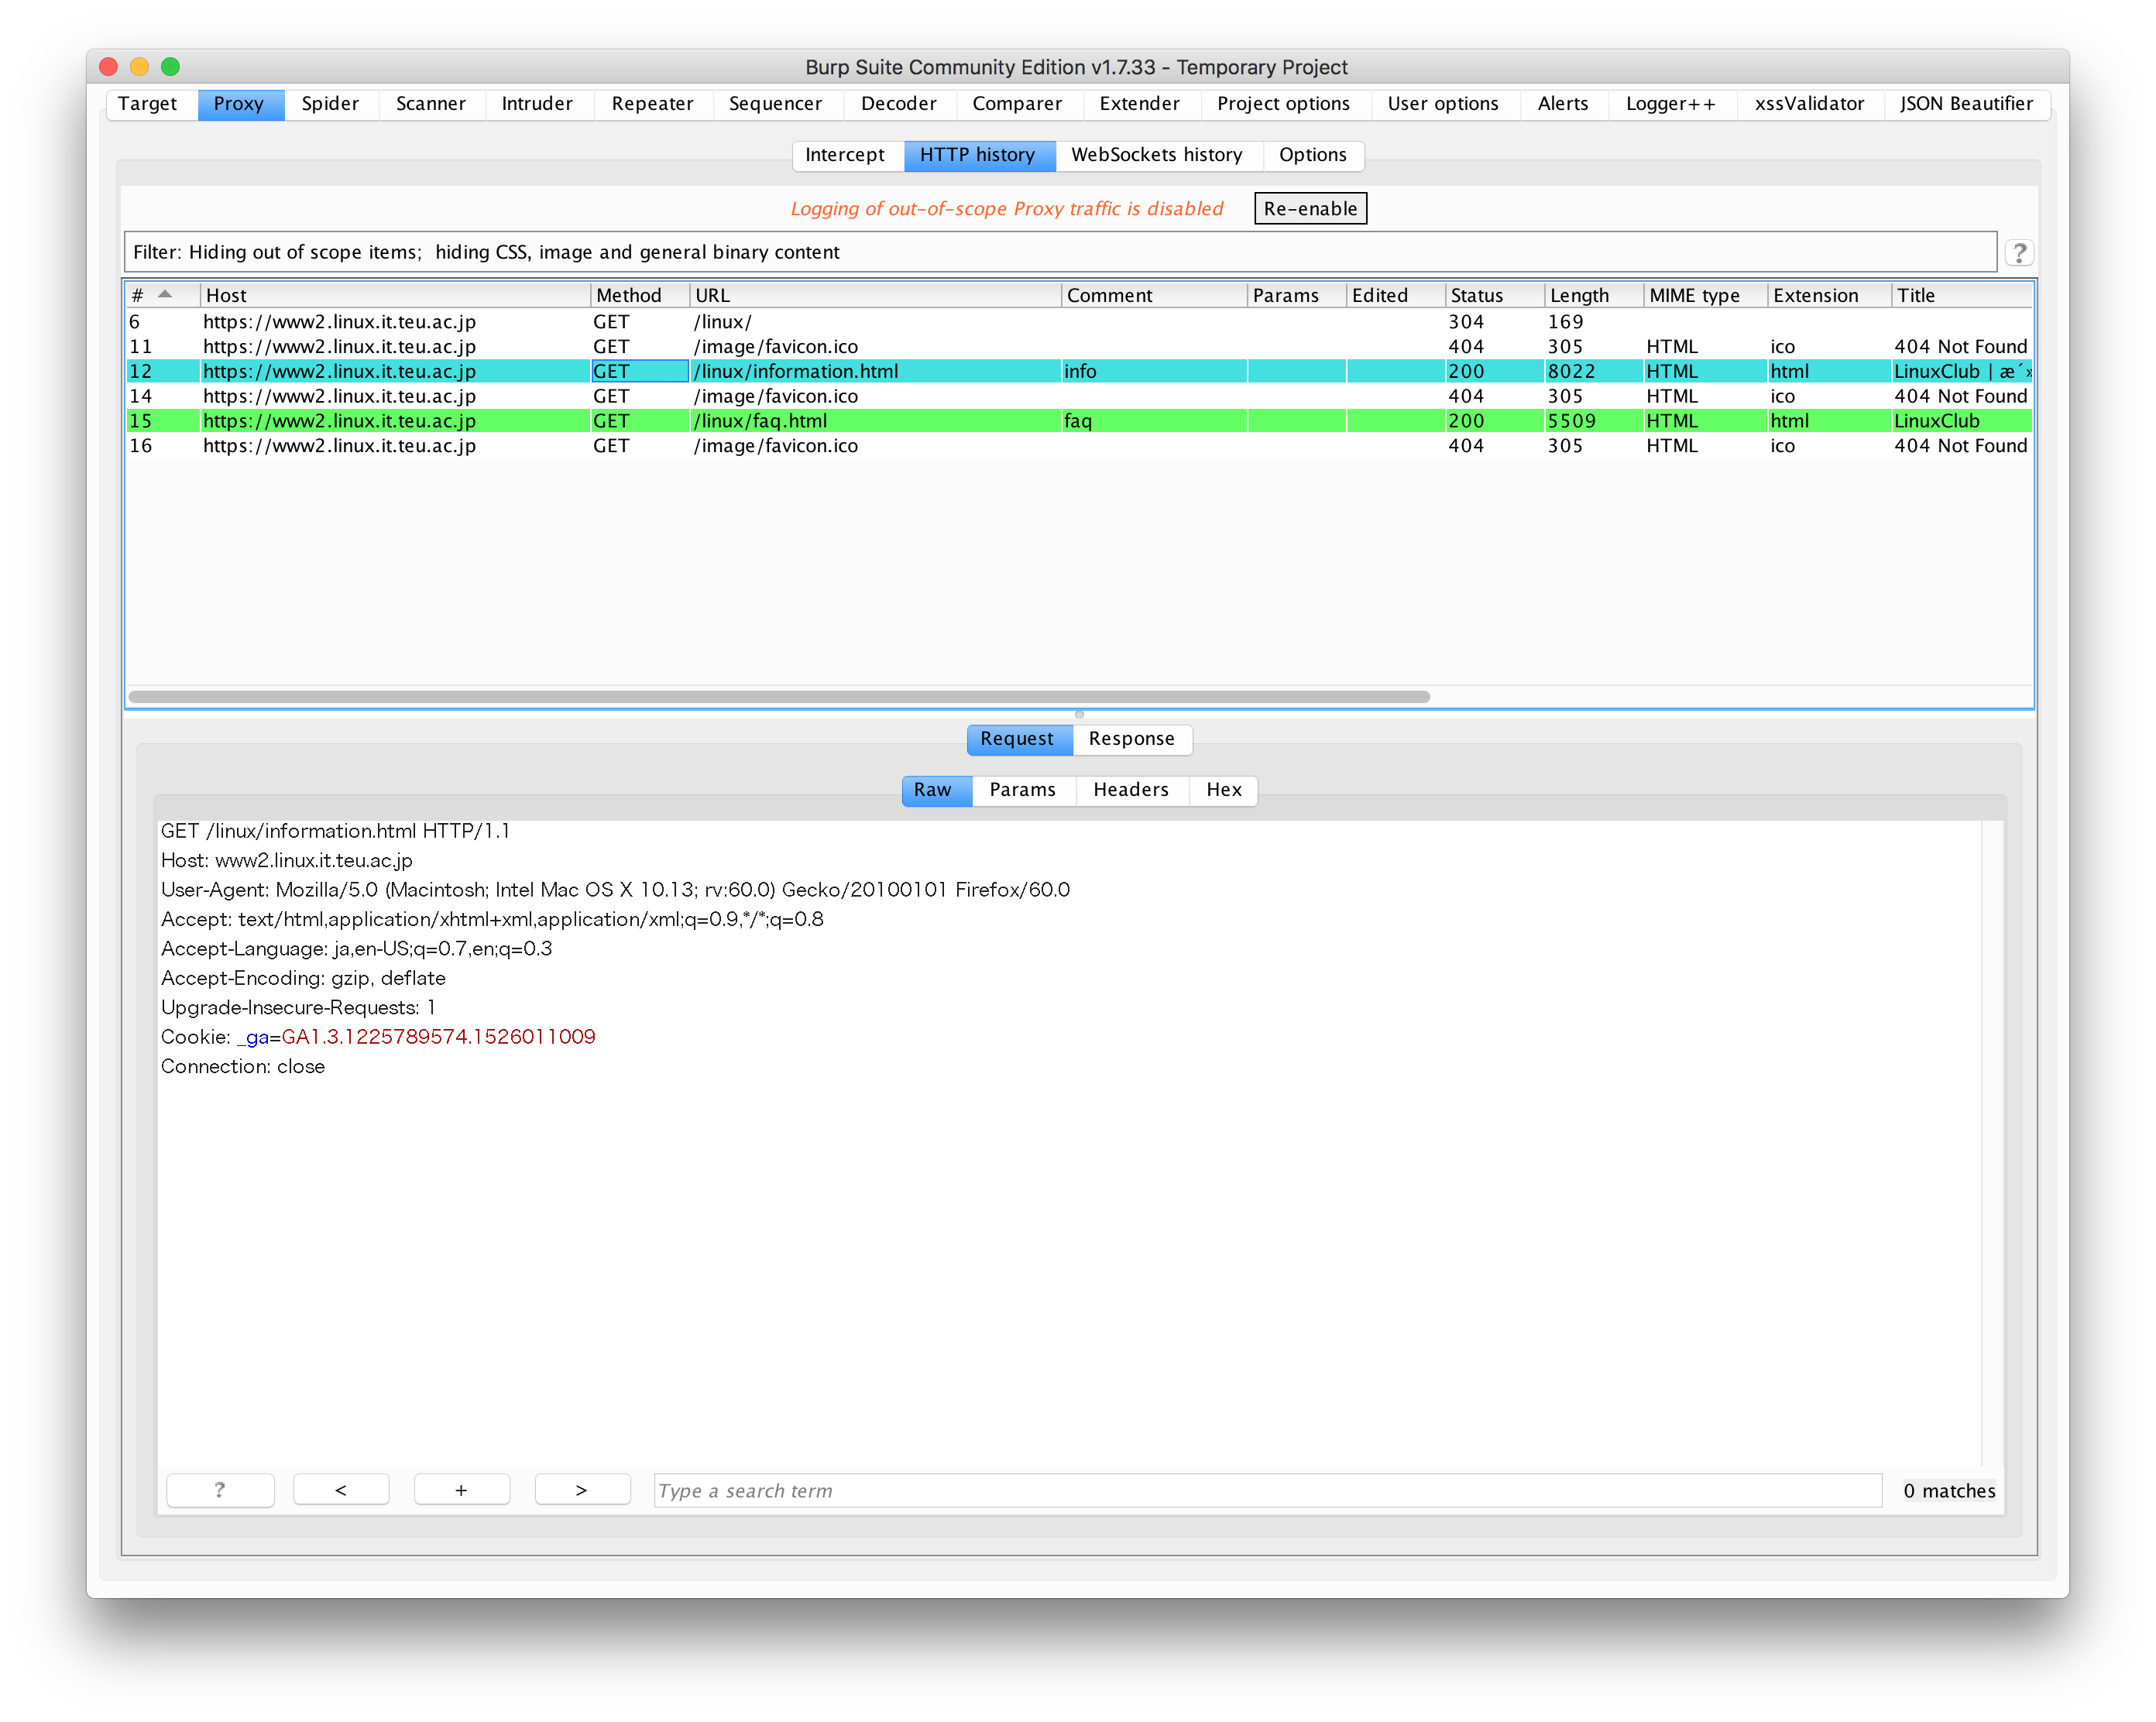 Burp Suite Community Edition v1.7.33 - Temporary Project
Target Proxy Spider Scanner Intruder Repeater Sequencer Decoder Comparer Extender Project options User options Alerts Logger++ xssValidator JSON Beautifier
Intercept HTTP history WebSockets history Options
Logging of out-of-scope Proxy traffic is disabled Re-enable
Filter: Hiding out of scope items; hiding CSS, image and general binary content ?
# Host Method URL Comment Params Edited Status Length MIME type Extension Title
6 https://www2.linux.it.teu.ac.jp GET /linux/ 304 169
11 https://www2.linux.it.teu.ac.jp GET /image/favicon.ico 404 305 HTML ico 404 Not Found
12 https://www2.linux.it.teu.ac.jp GET /linux/information.html info 200 8022 HTML html LinuxClub | æ´»
14 https://www2.linux.it.teu.ac.jp GET /image/favicon.ico 404 305 HTML ico 404 Not Found
15 https://www2.linux.it.teu.ac.jp GET /linux/faq.html faq 200 5509 HTML html LinuxClub
16 https://www2.linux.it.teu.ac.jp GET /image/favicon.ico 404 305 HTML ico 404 Not Found
Request Response
Raw Params Headers Hex
GET /linux/information.html HTTP/1.1
Host: www2.linux.it.teu.ac.jp
User-Agent: Mozilla/5.0 (Macintosh; Intel Mac OS X 10.13; rv:60.0) Gecko/20100101 Firefox/60.0
Accept: text/html,application/xhtml+xml,application/xml;q=0.9,*/*;q=0.8
Accept-Language: ja,en-US;q=0.7,en;q=0.3
Accept-Encoding: gzip, deflate
Upgrade-Insecure-Requests: 1
Cookie: _ga=GA1.3.1225789574.1526011009
Connection: close
? < + > Type a search term 0 matches